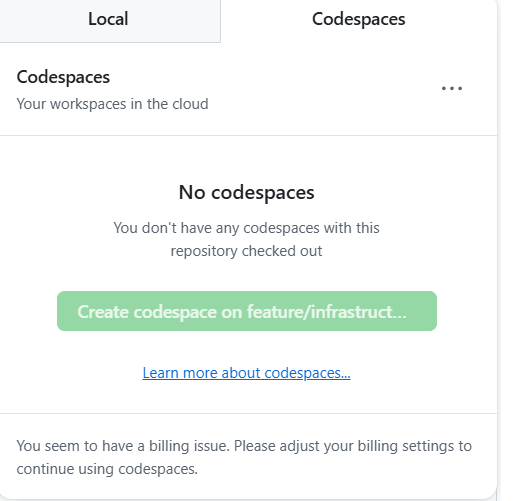 Local
Codespaces
Codespaces
Your workspaces in the cloud
...
No codespaces
You don't have any codespaces with this
repository checked out
Create codespace on feature/infrastruct...
Learn more about codespaces...
You seem to have a billing issue. Please adjust your billing settings to
continue using codespaces.